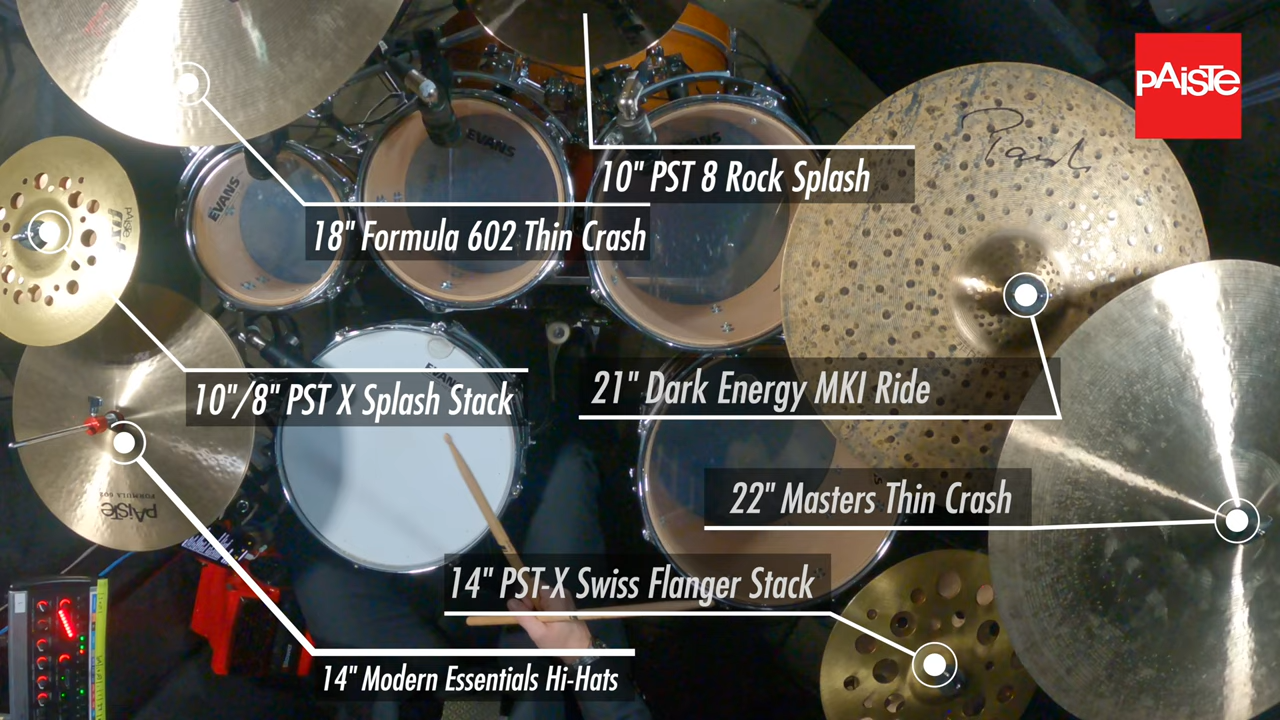 PAiSTe
Paiste
EVANS
EVANS
EVANS
10" PST 8 Rock Splash
18" Formula 602 Thin Crash
PAiSTe
X
EVANS
10"/8" PST X Splash Stack
21" Dark Energy MKI Ride
22" Masters Thin Crash
FORMULA 602
PAiSTe
14" PST-X Swiss Flanger Stack
14" Modern Essentials Hi-Hats